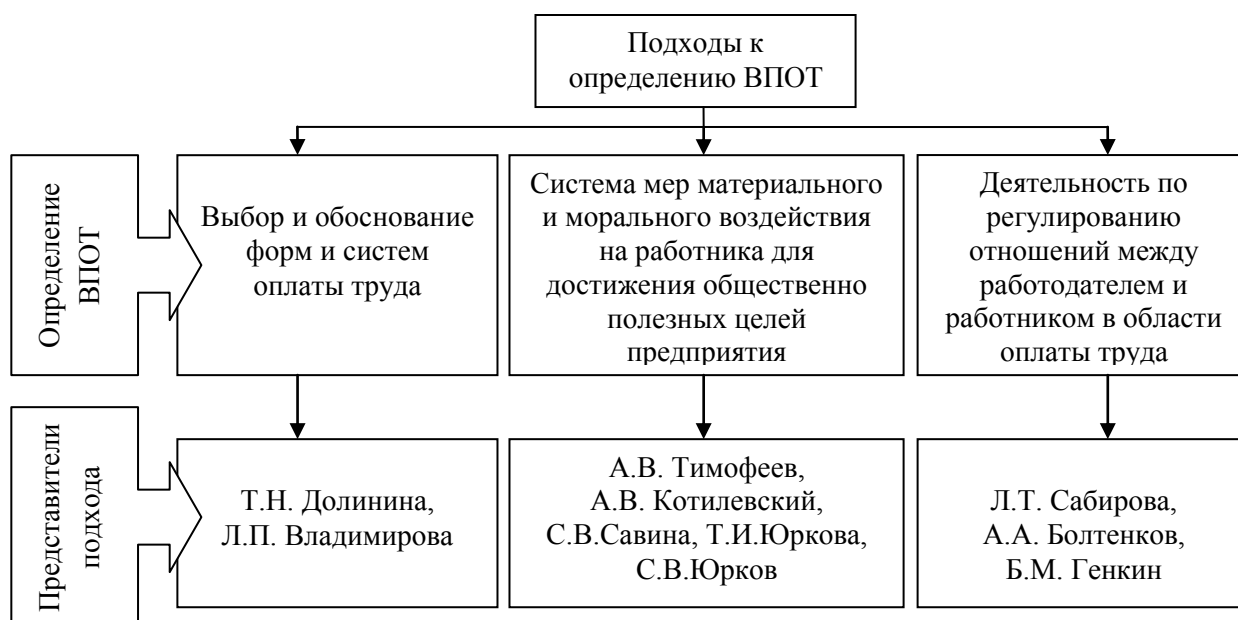 Подходы к
определению ВПОТ
Определение
ВПОТ
Выбор и обоснование
форм и систем
оплаты труда
Система мер материального
и морального воздействия
на работника для
достижения общественно
полезных целей
предприятия
Деятельность по
регулированию
отношений между
работодателем и
работником в области
оплаты труда
Представители
подхода
Т.Н. Долинина,
Л.П. Владимирова
А.В. Тимофеев,
А.В. Котилевский,
С.В.Савина, Т.И.Юркова,
С.В.Юрков
Л.Т. Сабирова,
А.А. Болтенков,
Б.М. Генкин